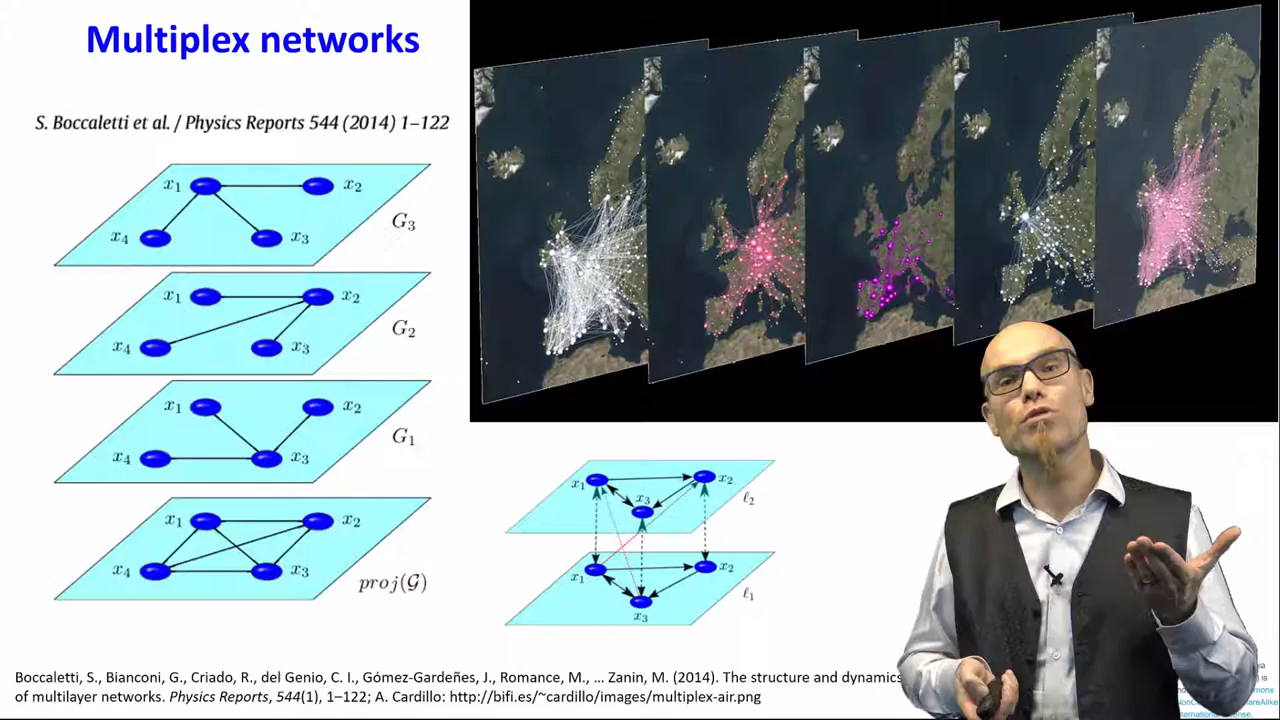 Multiplex networks
S. Boccaletti et al. / Physics Reports 544 (2014) 1–122
x1
x2
x4
x3
G3
x1
x2
x4
x3
G2
x1
x2
x4
x3
G1
x1
x2
x4
x3
proj(G)
x1
x2
x3
ℓ2
x1
x2
x3
ℓ1
Boccaletti, S., Bianconi, G., Criado, R., del Genio, C. I., Gómez-Gardeñes, J., Romance, M., … Zanin, M. (2014). The structure and dynamics
of multilayer networks. Physics Reports, 544(1), 1–122; A. Cardillo: http://bifi.es/~cardillo/images/multiplex-air.png